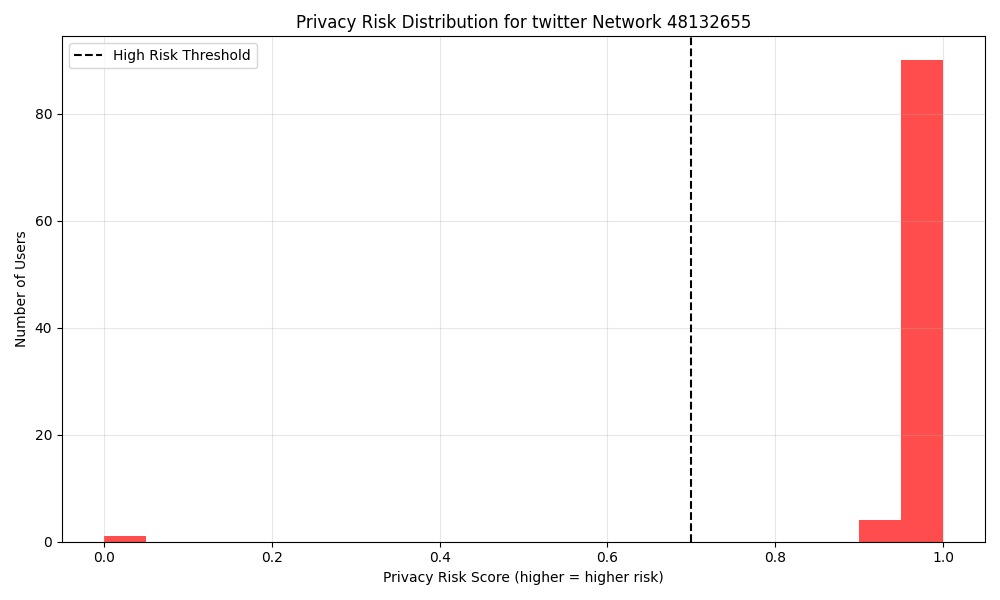 Privacy Risk Distribution for twitter Network 48132655
High Risk Threshold
Number of Users
80
60
40
20
0
0.0 0.2 0.4 0.6 0.8 1.0
Privacy Risk Score (higher = higher risk)